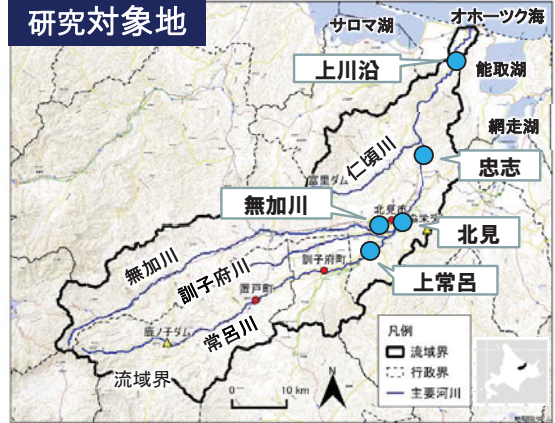 研究対象地
オホーツク海
サロマ湖
上川沿
能取湖
網走湖
仁頃川
忠志
富里ダム
無加川
北見市
北見
無加川
訓子府川
訓子府町
上常呂
置戸町
鹿ノ子ダム
常呂川
流域界
0 10 km
N
凡例
流域界
行政界
主要河川